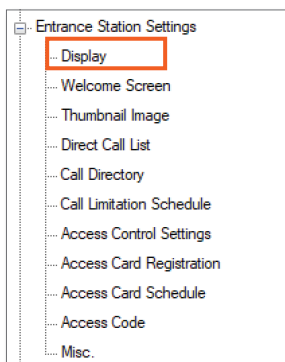 Entrance Station Settings
Display
Welcome Screen
Thumbnail Image
Direct Call List
Call Directory
Call Limitation Schedule
Access Control Settings
Access Card Registration
Access Card Schedule
Access Code
Misc.